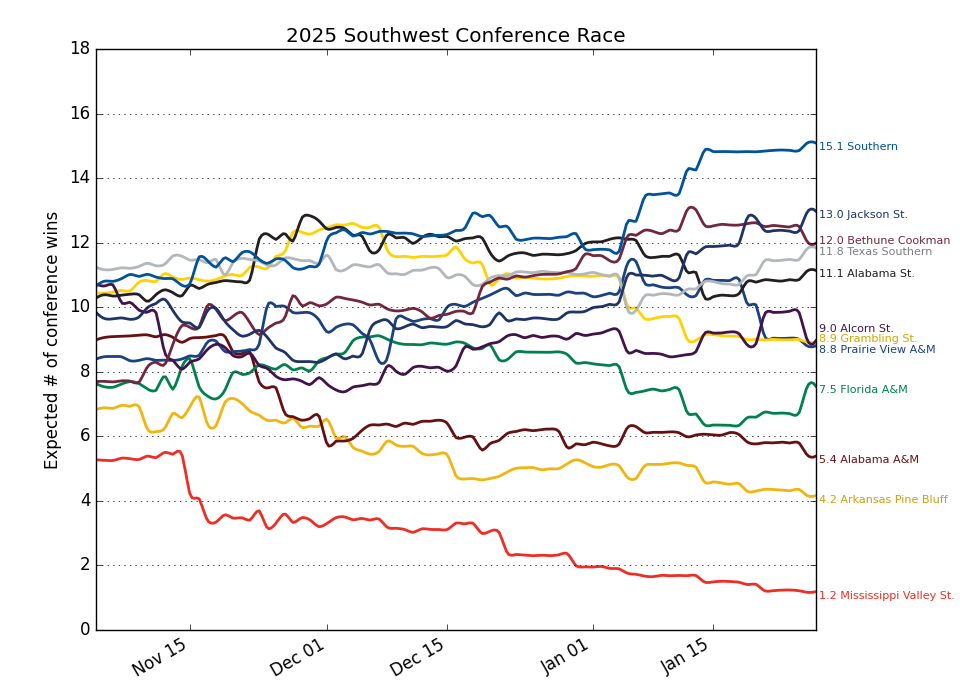 2025 Southwest Conference Race
Expected # of conference wins
18
16
14
12
10
8
6
4
2
0
Nov 15
Dec 01
Dec 15
Jan 01
Jan 15
15.1 Southern
13.0 Jackson St.
12.0 Bethune Cookman
11.8 Texas Southern
11.1 Alabama St.
9.0 Alcorn St.
8.9 Grambling St.
8.8 Prairie View A&M
7.5 Florida A&M
5.4 Alabama A&M
4.2 Arkansas Pine Bluff
1.2 Mississippi Valley St.